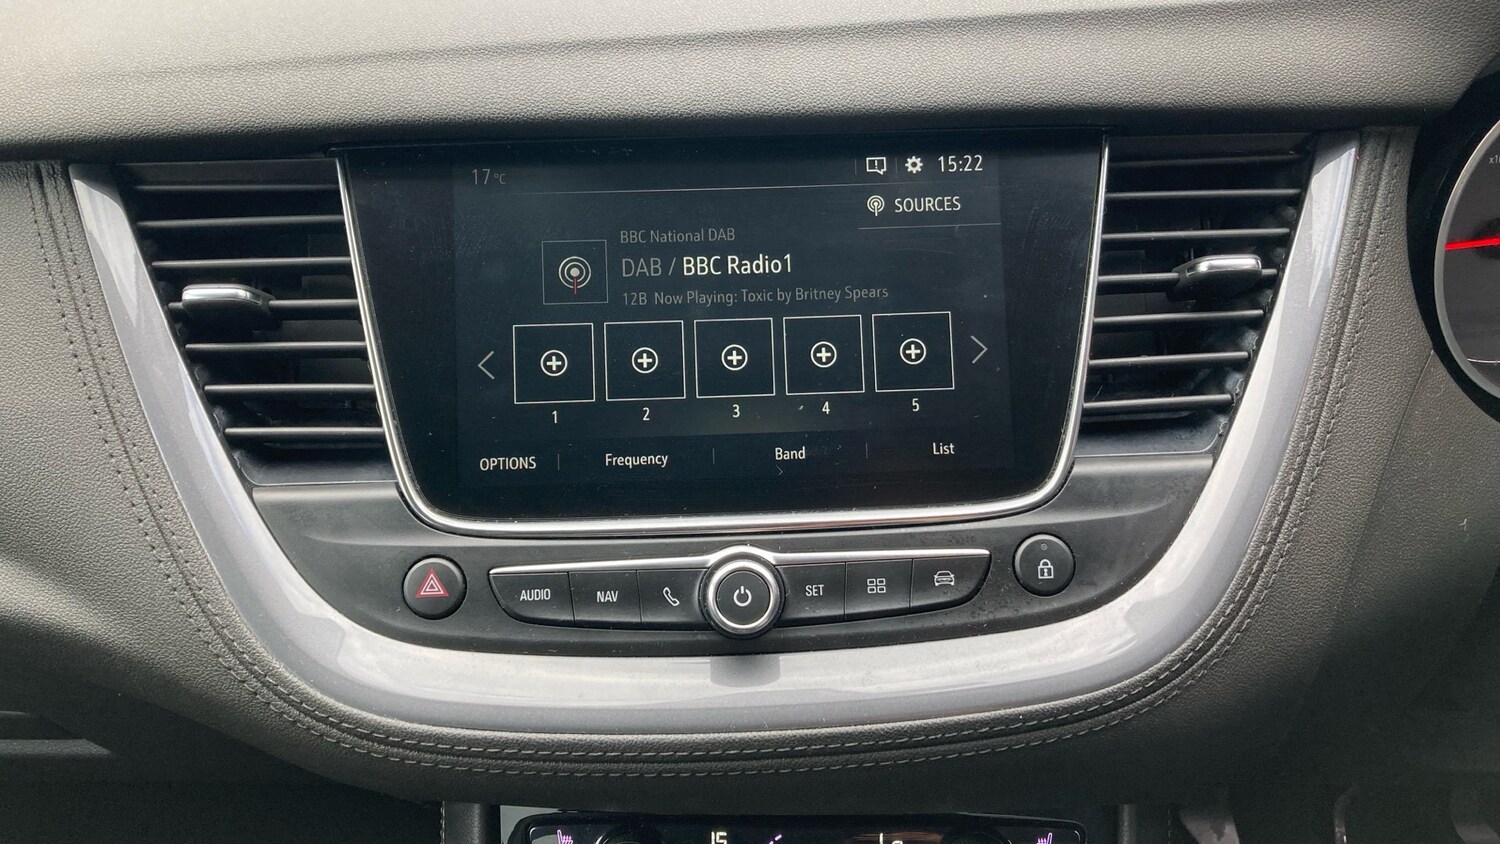 17°C
15:22
SOURCES
BBC National DAB
DAB / BBC Radio1
12B Now Playing: Toxic by Britney Spears
1 2 3 4 5
OPTIONS Frequency Band List
AUDIO NAV SET
15